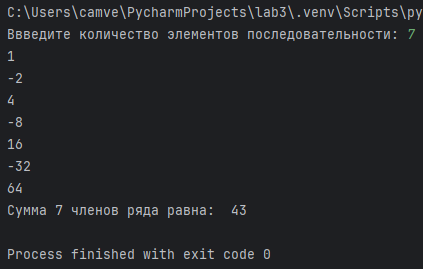 C:\Users\camve\PycharmProjects\lab3\.venv\Scripts\py
Ввведите количество элементов последовательности: 7
1
-2
4
-8
16
-32
64
Сумма 7 членов ряда равна:  43
Process finished with exit code 0